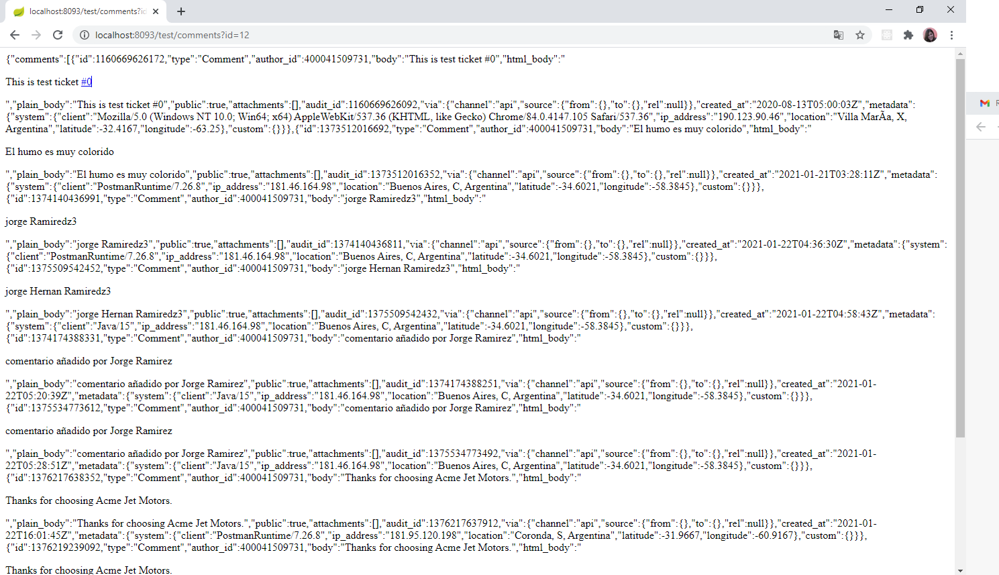 localhost:8093/test/comments?id
localhost:8093/test/comments?id=12
{"comments":[{"id":1160669626172,"type":"Comment","author_id":400041509731,"body":"This is test ticket #0","html_body":"
This is test ticket #0
","plain_body":"This is test ticket #0","public":true,"attachments":[],"audit_id":1160669626092,"via":{"channel":"api","source":{"from":{},"to":{},"rel":null}},"created_at":"2020-08-13T05:00:03Z","metadata":
{"system":{"client":"Mozilla/5.0 (Windows NT 10.0; Win64; x64) AppleWebKit/537.36 (KHTML, like Gecko) Chrome/84.0.4147.105 Safari/537.36","ip_address":"190.123.90.46","location":"Villa MarÃa, X,
Argentina","latitude":-32.4167,"longitude":-63.25},"custom":{}}},{"id":1373512016692,"type":"Comment","author_id":400041509731,"body":"El humo es muy colorido","html_body":"
El humo es muy colorido
","plain_body":"El humo es muy colorido","public":true,"attachments":[],"audit_id":1373512016352,"via":{"channel":"api","source":{"from":{},"to":{},"rel":null}},"created_at":"2021-01-21T03:28:11Z","metadata":
{"system":{"client":"PostmanRuntime/7.26.8","ip_address":"181.46.164.98","location":"Buenos Aires, C, Argentina","latitude":-34.6021,"longitude":-58.3845},"custom":{}}},
{"id":1374140436991,"type":"Comment","author_id":400041509731,"body":"jorge Ramiredz3","html_body":"
jorge Ramiredz3
","plain_body":"jorge Ramiredz3","public":true,"attachments":[],"audit_id":1374140436811,"via":{"channel":"api","source":{"from":{},"to":{},"rel":null}},"created_at":"2021-01-22T04:36:30Z","metadata":{"system":
{"client":"PostmanRuntime/7.26.8","ip_address":"181.46.164.98","location":"Buenos Aires, C, Argentina","latitude":-34.6021,"longitude":-58.3845},"custom":{}}},
{"id":1375509542452,"type":"Comment","author_id":400041509731,"body":"jorge Hernan Ramiredz3","html_body":"
jorge Hernan Ramiredz3
","plain_body":"jorge Hernan Ramiredz3","public":true,"attachments":[],"audit_id":1375509542432,"via":{"channel":"api","source":{"from":{},"to":{},"rel":null}},"created_at":"2021-01-22T04:58:43Z","metadata":
{"system":{"client":"Java/15","ip_address":"181.46.164.98","location":"Buenos Aires, C, Argentina","latitude":-34.6021,"longitude":-58.3845},"custom":{}}},
{"id":1374174388331,"type":"Comment","author_id":400041509731,"body":"comentario añadido por Jorge Ramirez","html_body":"
comentario añadido por Jorge Ramirez
","plain_body":"comentario añadido por Jorge Ramirez","public":true,"attachments":[],"audit_id":1374174388251,"via":{"channel":"api","source":{"from":{},"to":{},"rel":null}},"created_at":"2021-01-
22T05:20:39Z","metadata":{"system":{"client":"Java/15","ip_address":"181.46.164.98","location":"Buenos Aires, C, Argentina","latitude":-34.6021,"longitude":-58.3845},"custom":{}}},
{"id":1375534773612,"type":"Comment","author_id":400041509731,"body":"comentario añadido por Jorge Ramirez","html_body":"
comentario añadido por Jorge Ramirez
","plain_body":"comentario añadido por Jorge Ramirez","public":true,"attachments":[],"audit_id":1375534773492,"via":{"channel":"api","source":{"from":{},"to":{},"rel":null}},"created_at":"2021-01-
22T05:28:51Z","metadata":{"system":{"client":"Java/15","ip_address":"181.46.164.98","location":"Buenos Aires, C, Argentina","latitude":-34.6021,"longitude":-58.3845},"custom":{}}},
{"id":1376217638352,"type":"Comment","author_id":400041509731,"body":"Thanks for choosing Acme Jet Motors.","html_body":"
Thanks for choosing Acme Jet Motors.
","plain_body":"Thanks for choosing Acme Jet Motors.","public":true,"attachments":[],"audit_id":1376217637912,"via":{"channel":"api","source":{"from":{},"to":{},"rel":null}},"created_at":"2021-01-
22T16:01:45Z","metadata":{"system":{"client":"PostmanRuntime/7.26.8","ip_address":"181.95.120.198","location":"Coronda, S, Argentina","latitude":-31.9667,"longitude":-60.9167},"custom":{}}},
{"id":1376219239092,"type":"Comment","author_id":400041509731,"body":"Thanks for choosing Acme Jet Motors.","html_body":"
Thanks for choosing Acme Jet Motors.